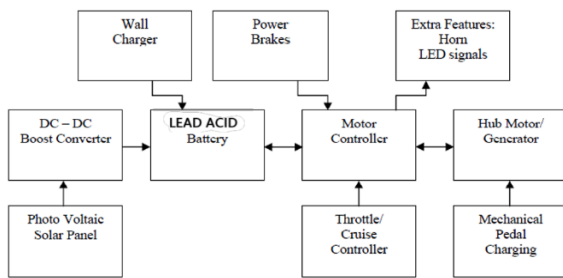 Wall
Charger
Power
Brakes
Extra Features:
Horn
LED signals
DC – DC
Boost Converter
LEAD ACID
Battery
Motor
Controller
Hub Motor/
Generator
Photo Voltaic
Solar Panel
Throttle/
Cruise
Controller
Mechanical
Pedal
Charging